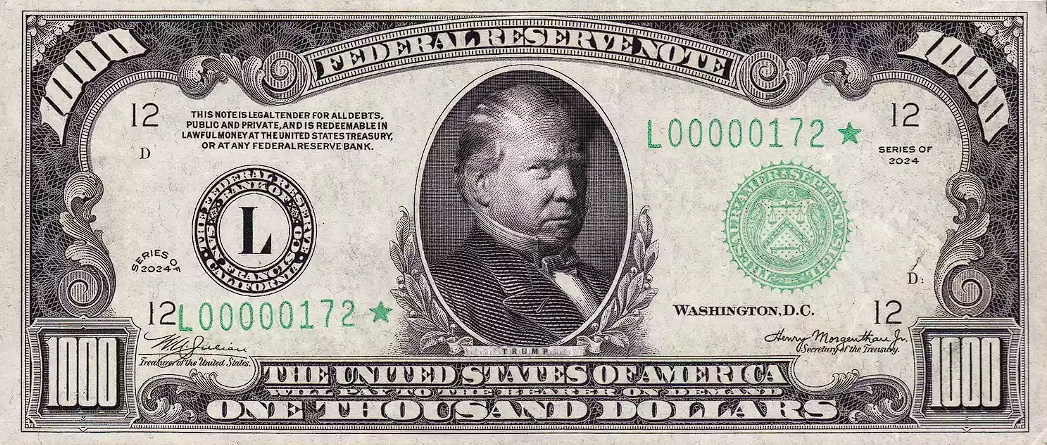 FEDERAL RESERVE NOTE
1000
1000
12
D
THIS NOTE IS LEGAL TENDER FOR ALL DEBTS,
PUBLIC AND PRIVATE, AND IS REDEEMABLE IN
LAWFUL MONEY AT THE UNITED STATES TREASURY,
OR AT ANY FEDERAL RESERVE BANK.
L00000172 ★
12
SERIES OF
2024
THE FEDERAL RESERVE
BANK OF
SAN FRANCISCO
CALIFORNIA
L
SERIES OF
2024
D
12
L00000172 ★
WASHINGTON, D.C.
12
Treasurer of the United States.
Henry Morgenthau Jr.
Secretary of the Treasury.
TRUMP
1000
1000
THE UNITED STATES OF AMERICA
WILL PAY TO THE BEARER ON DEMAND
ONE THOUSAND DOLLARS